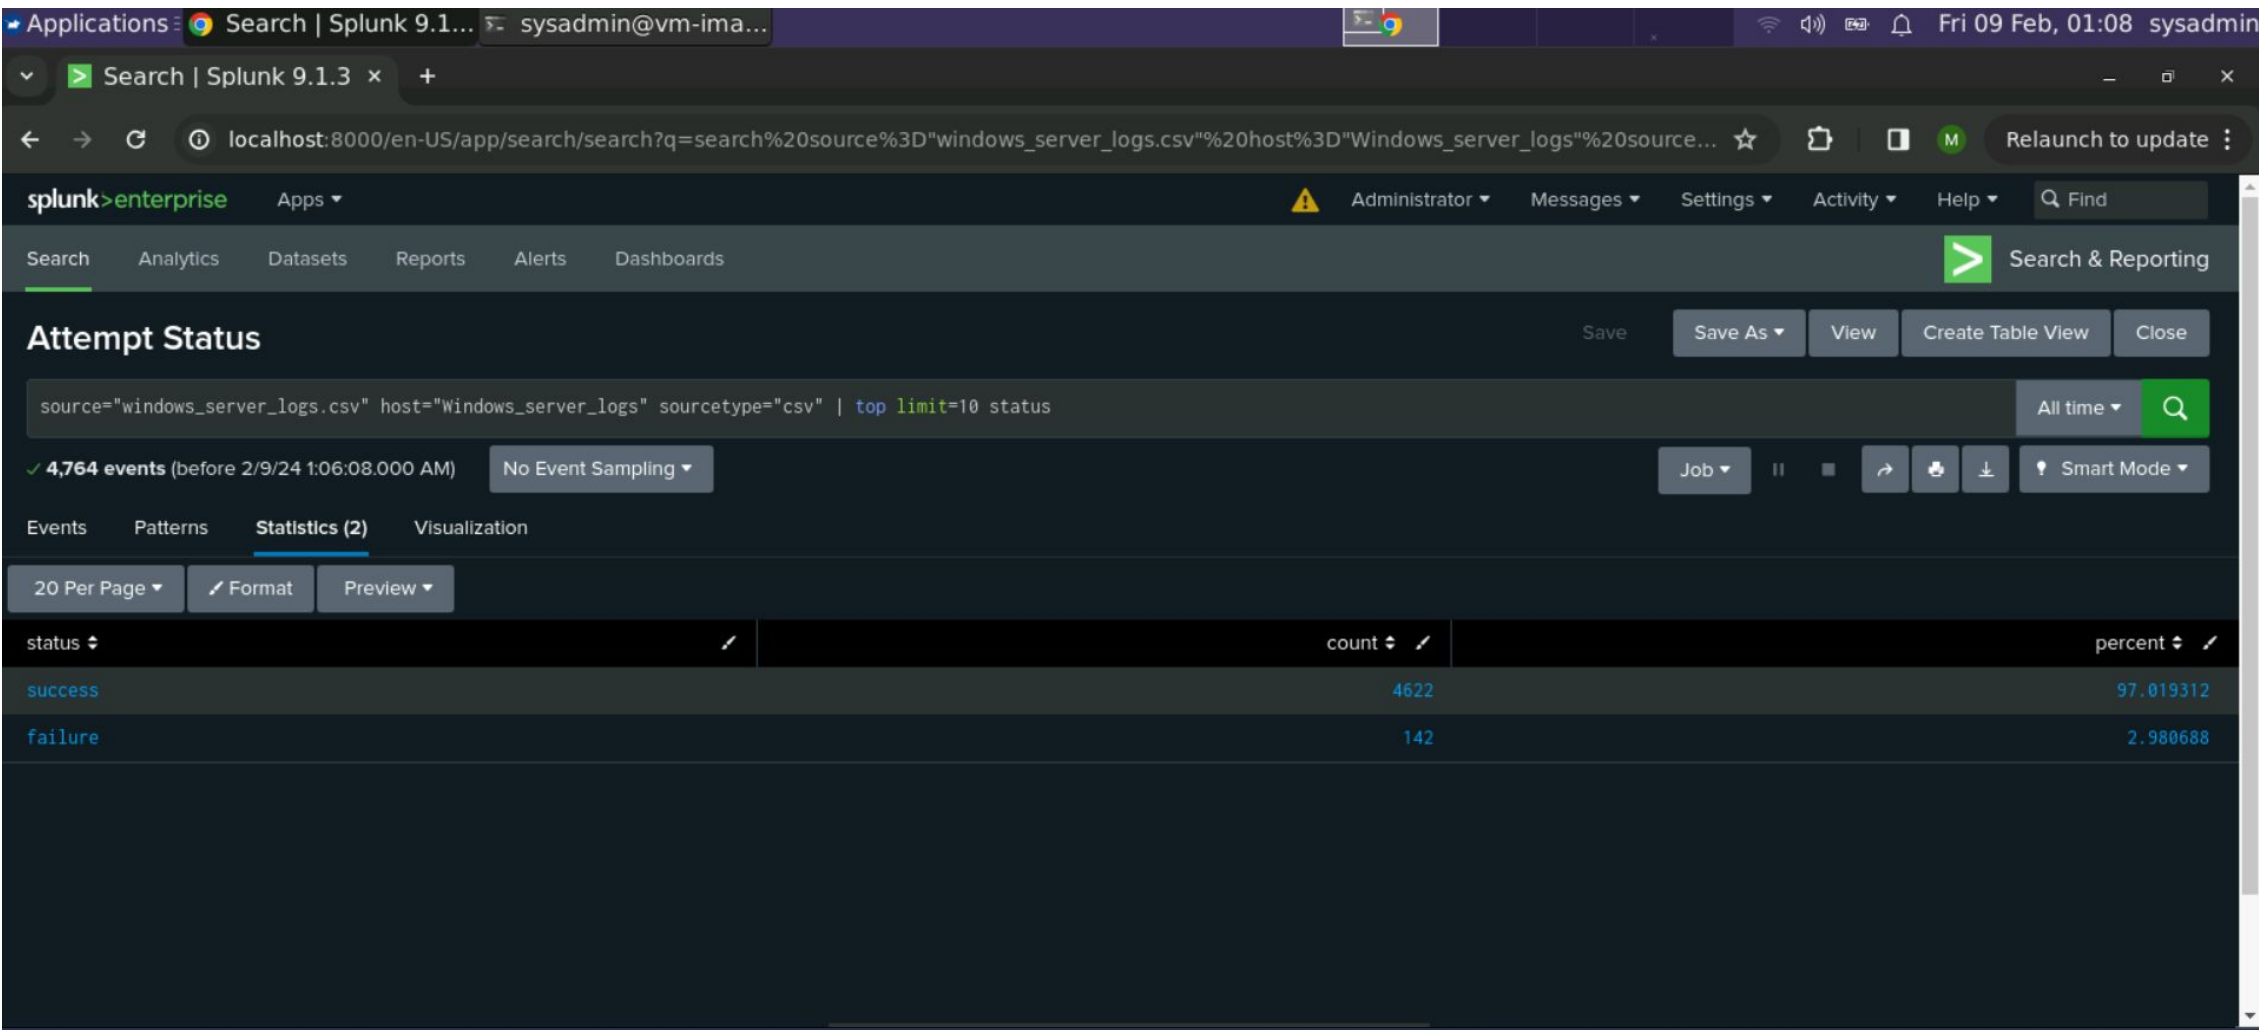 Applications Search | Splunk 9.1... sysadmin@vm-ima... Fri 09 Feb, 01:08 sysadmin
Search | Splunk 9.1.3
localhost:8000/en-US/app/search/search?q=search%20source%3D"windows_server_logs.csv"%20host%3D"Windows_server_logs"%20source... M Relaunch to update
splunk>enterprise Apps Administrator Messages Settings Activity Help Find
Search Analytics Datasets Reports Alerts Dashboards Search & Reporting
Attempt Status Save Save As View Create Table View Close
source="windows_server_logs.csv" host="Windows_server_logs" sourcetype="csv" | top limit=10 status All time
4,764 events (before 2/9/24 1:06:08.000 AM) No Event Sampling Job Smart Mode
Events Patterns Statistics (2) Visualization
20 Per Page Format Preview
status count percent
success 4622 97.019312
failure 142 2.980688